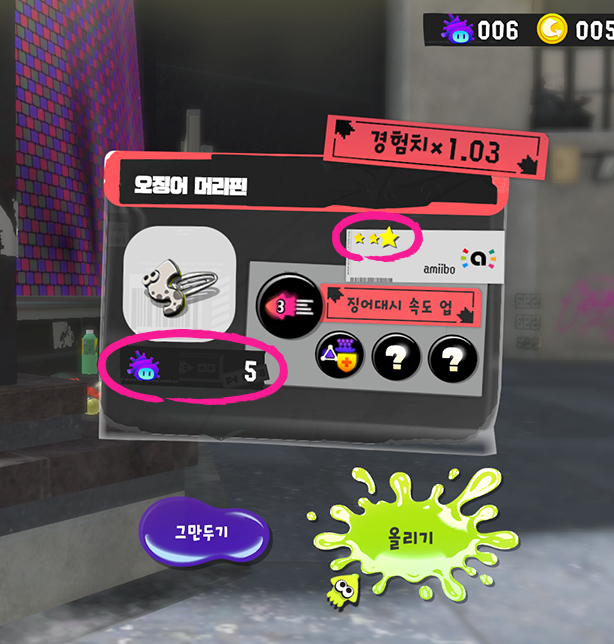 006 005
경험치×1.03
오징어 머리핀
amiibo
3
징어대시 속도 업
? ?
5
그만두기
올리기